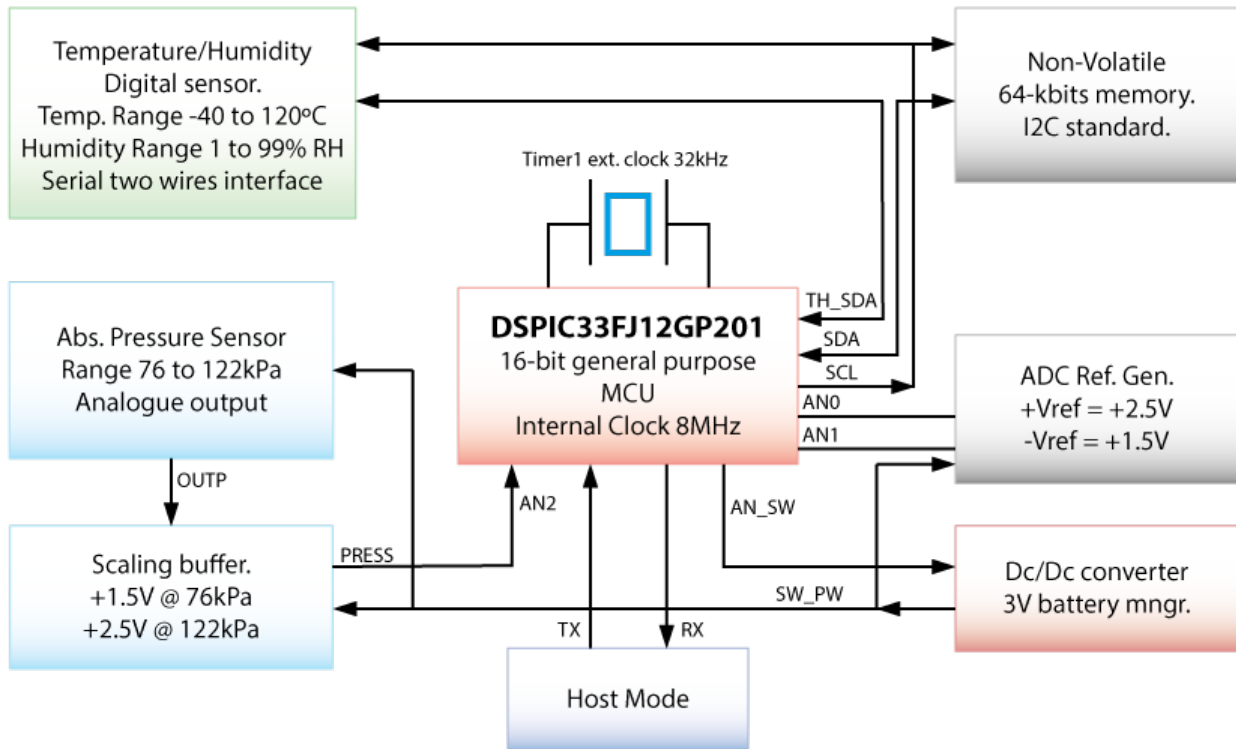 Temperature/Humidity
Digital sensor.
Temp. Range -40 to 120ºC
Humidity Range 1 to 99% RH
Serial two wires interface
Non-Volatile
64-kbits memory.
I2C standard.
Timer1 ext. clock 32kHz
DSPIC33FJ12GP201
16-bit general purpose
MCU
Internal Clock 8MHz
TH_SDA
SDA
SCL
AN0
AN1
Abs. Pressure Sensor
Range 76 to 122kPa
Analogue output
ADC Ref. Gen.
+Vref = +2.5V
-Vref = +1.5V
OUTP
AN2
AN_SW
Scaling buffer.
+1.5V @ 76kPa
+2.5V @ 122kPa
PRESS
SW_PW
Dc/Dc converter
3V battery mngr.
TX
RX
Host Mode